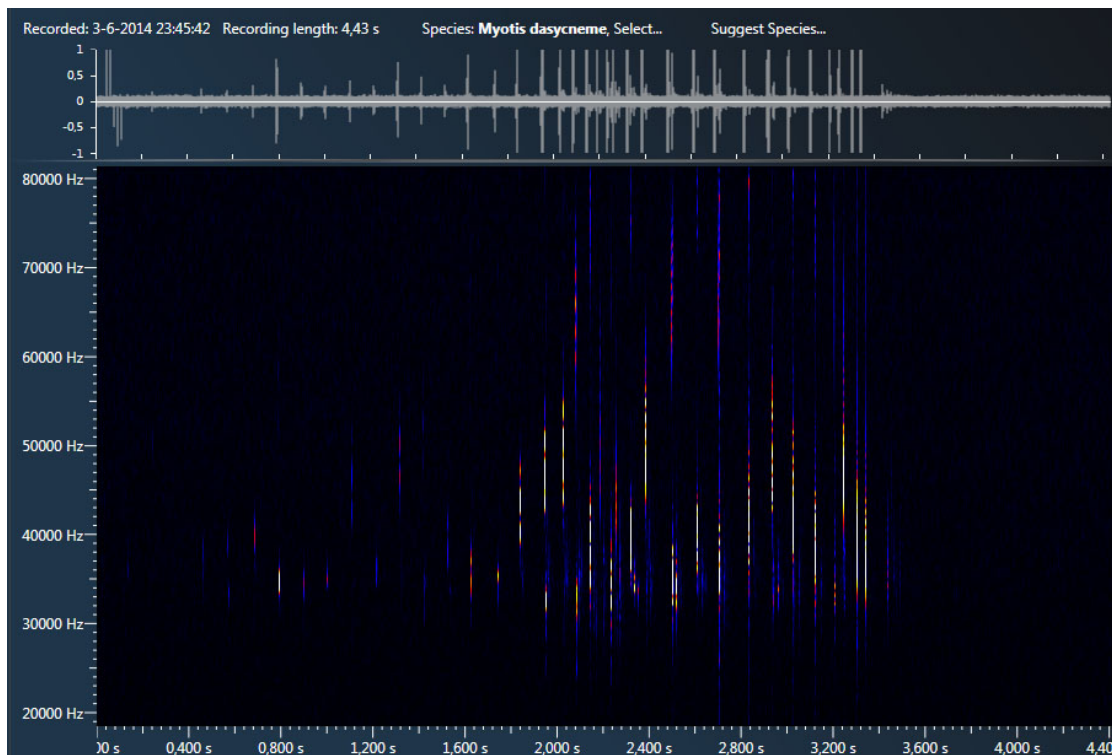 Recorded: 3-6-2014 23:45:42 Recording length: 4,43 s Species: Myotis dasycneme, Select... Suggest Species...
1
0,5
0
-0,5
-1
80000 Hz
70000 Hz
60000 Hz
50000 Hz
40000 Hz
30000 Hz
20000 Hz
00 s 0,400 s 0,800 s 1,200 s 1,600 s 2,000 s 2,400 s 2,800 s 3,200 s 3,600 s 4,000 s 4,40